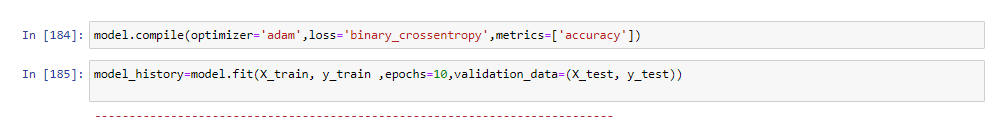 In [184]: model.compile(optimizer='adam',loss='binary_crossentropy',metrics=['accuracy'])
In [185]: model_history=model.fit(X_train, y_train ,epochs=10,validation_data=(X_test, y_test))
---------------------------------------------------------------------------